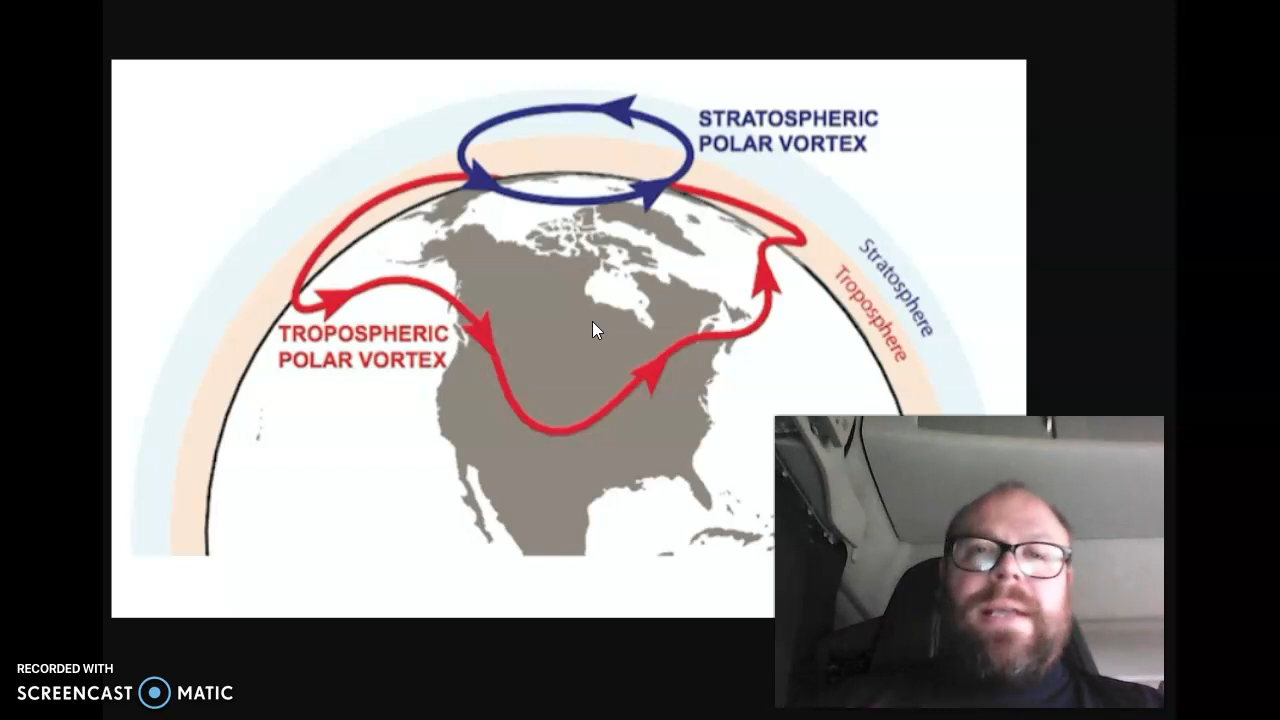 STRATOSPHERIC
POLAR VORTEX
Stratosphere
Troposphere
TROPOSPHERIC
POLAR VORTEX
RECORDED WITH
SCREENCAST MATIC